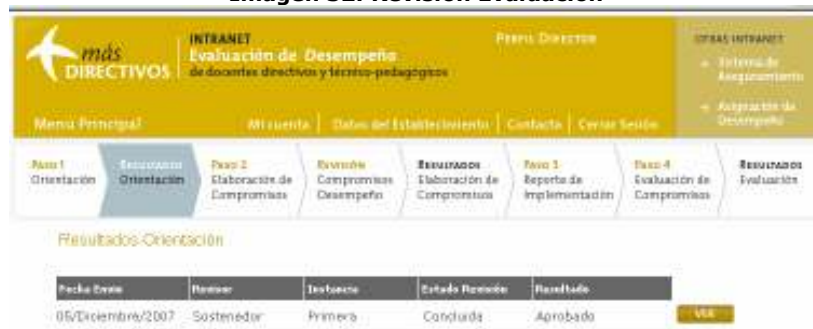 Imagen 32. Revisión Evaluación
más
DIRECTIVOS
INTRANET
Evaluación de Desempeño
de docentes directivos y técnico-pedagógicos
Perfil Director
OTRAS INTRANET
Sistema de
Aseguramiento
Asignación de
Desempeño
Menú Principal
Mi cuenta | Datos del Establecimiento | Contacto | Cerrar Sesión
Paso 1
Orientación
Resultados
Orientación
Paso 2
Elaboración de
Compromisos
Revisión
Compromisos
Desempeño
Resultados
Elaboración de
Compromisos
Paso 3
Reporte de
Implementación
Paso 4
Evaluación de
Compromisos
Resultados
Evaluación
Resultados Orientación
Fecha Envío Revisor Instancia Estado Revisión Resultado
05/Diciembre/2007 Sostenedor Primera Concluida Aprobado VER